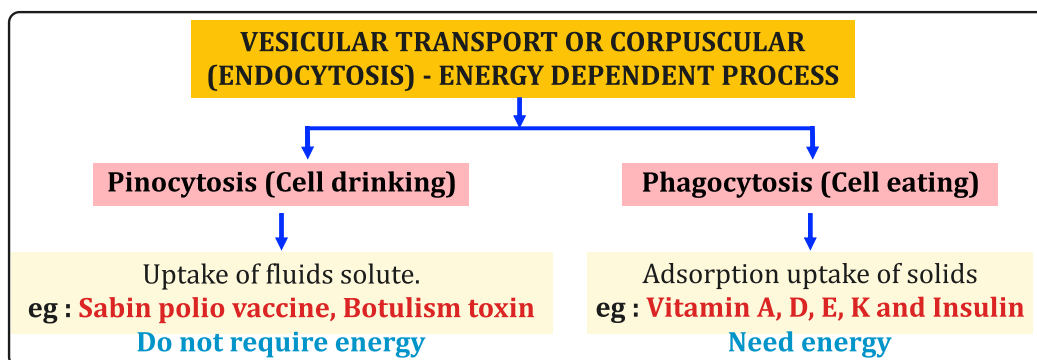 VESICULAR TRANSPORT OR CORPUSCULAR
(ENDOCYTOSIS) - ENERGY DEPENDENT PROCESS
Pinocytosis (Cell drinking)
Uptake of fluids solute.
eg : Sabin polio vaccine, Botulism toxin
Do not require energy
Phagocytosis (Cell eating)
Adsorption uptake of solids
eg : Vitamin A, D, E, K and Insulin
Need energy